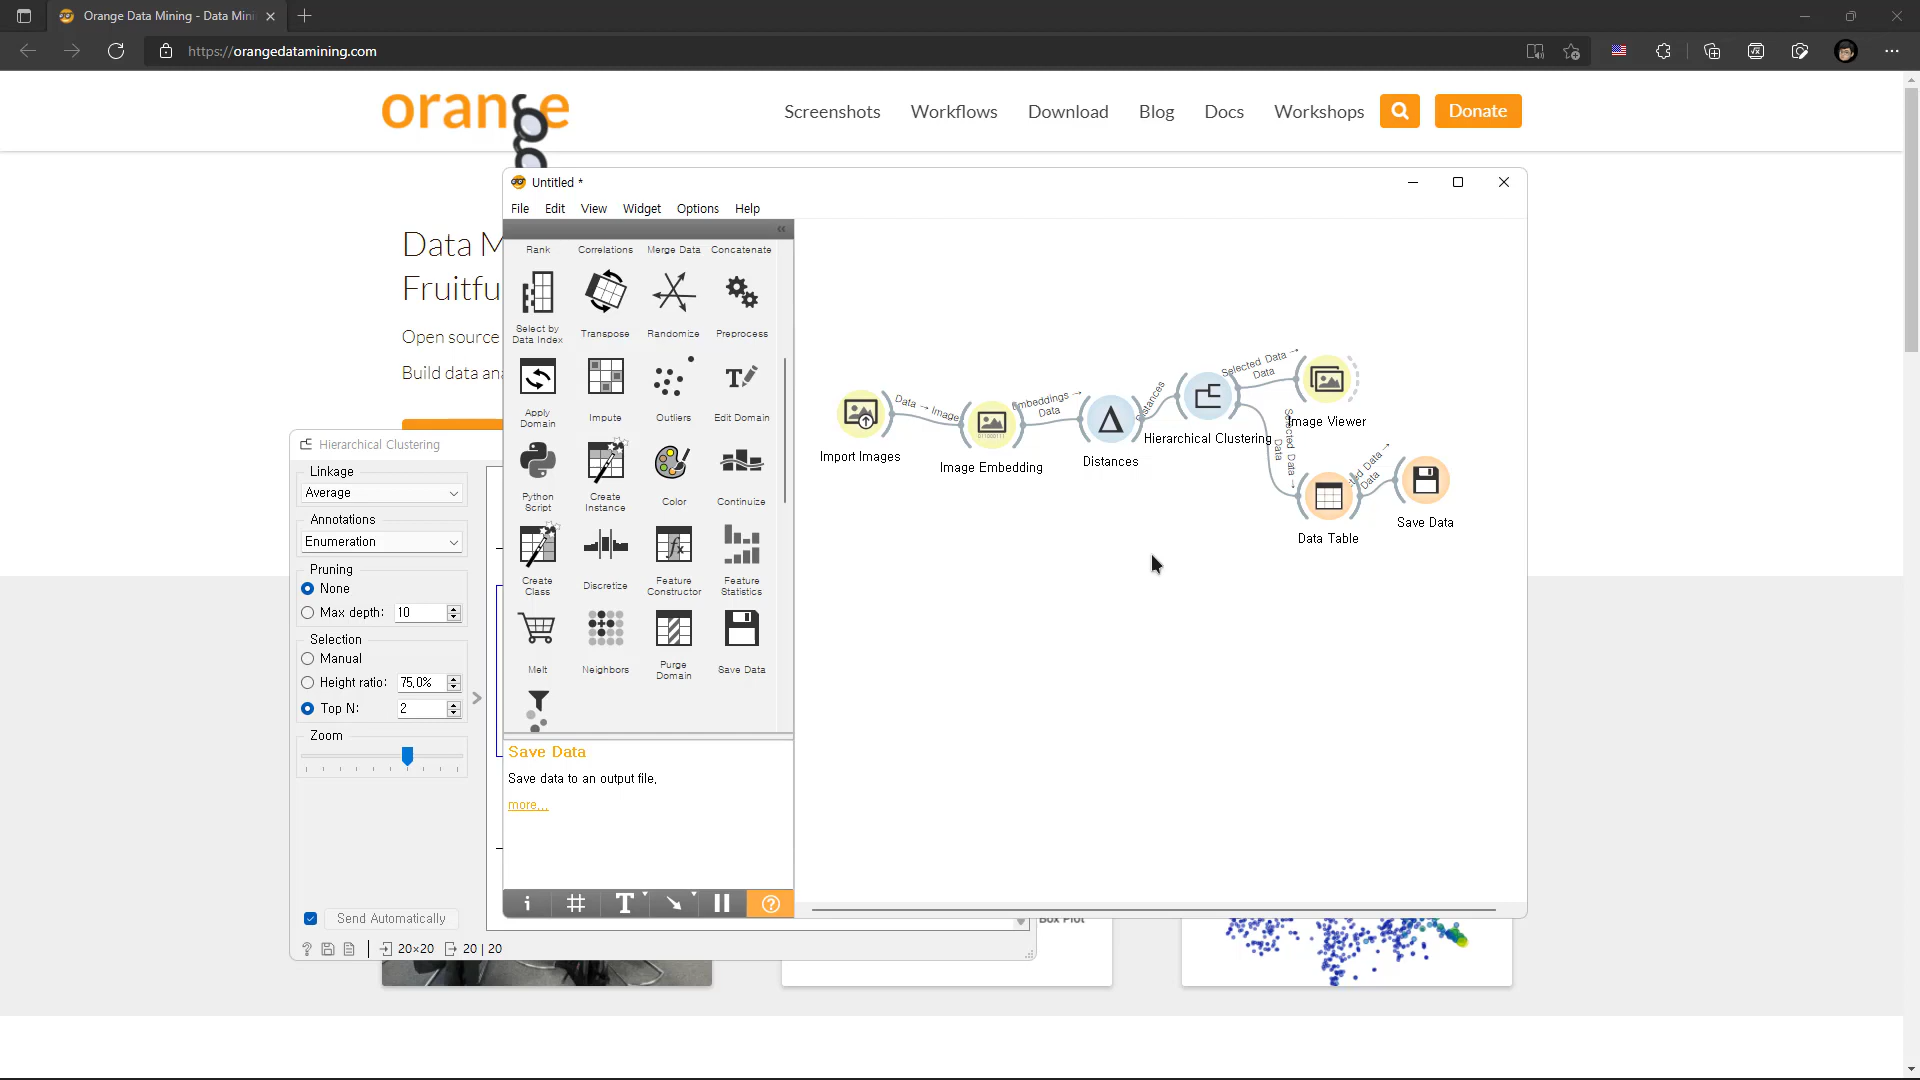 Orange Data Mining - Data Mini
https://orangedatamining.com
orange
Screenshots
Workflows
Download
Blog
Docs
Workshops
Donate
Data M
Fruitfu
Open source
Build data ana
Untitled *
File
Edit
View
Widget
Options
Help
Rank
Correlations
Merge Data
Concatenate
Select by
Data Index
Transpose
Randomize
Preprocess
Apply
Domain
Impute
Outliers
Edit Domain
Python
Script
Create
Instance
Color
Continuize
Create
Class
Discretize
Feature
Constructor
Feature
Statistics
Melt
Neighbors
Purge
Domain
Save Data
Save Data
Save data to an output file.
more...
Import Images
Data → Image
Image Embedding
Embeddings →
Data
Distances
Distances
Hierarchical Clustering
Selected Data →
Data
Image Viewer
Selected Data →
Data
Data Table
ted Data →
Data
Save Data
Hierarchical Clustering
Linkage
Average
Annotations
Enumeration
Pruning
None
Max depth: 10
Selection
Manual
Height ratio: 75.0%
Top N: 2
Zoom
Send Automatically
20×20
20 | 20
Box Plot